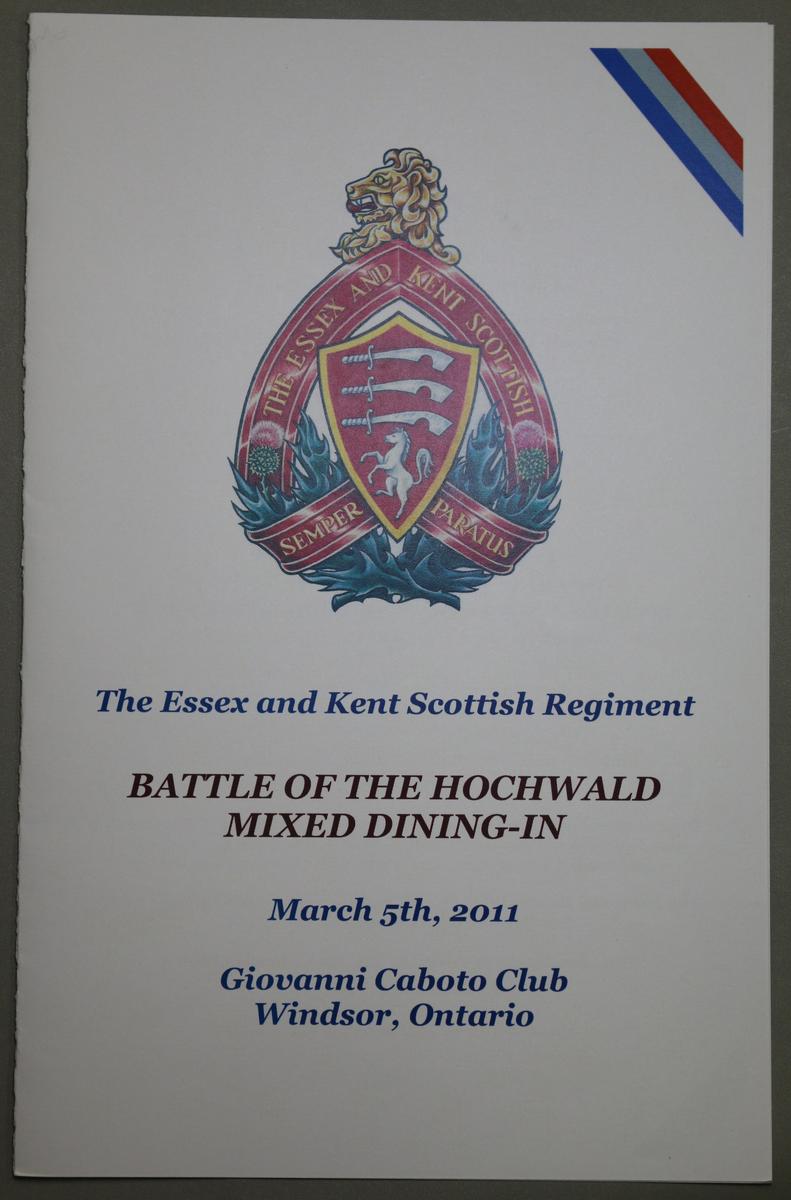 THE ESSEX AND KENT SCOTTISH
SEMPER PARATUS
The Essex and Kent Scottish Regiment
BATTLE OF THE HOCHWALD
MIXED DINING-IN
March 5th, 2011
Giovanni Caboto Club
Windsor, Ontario